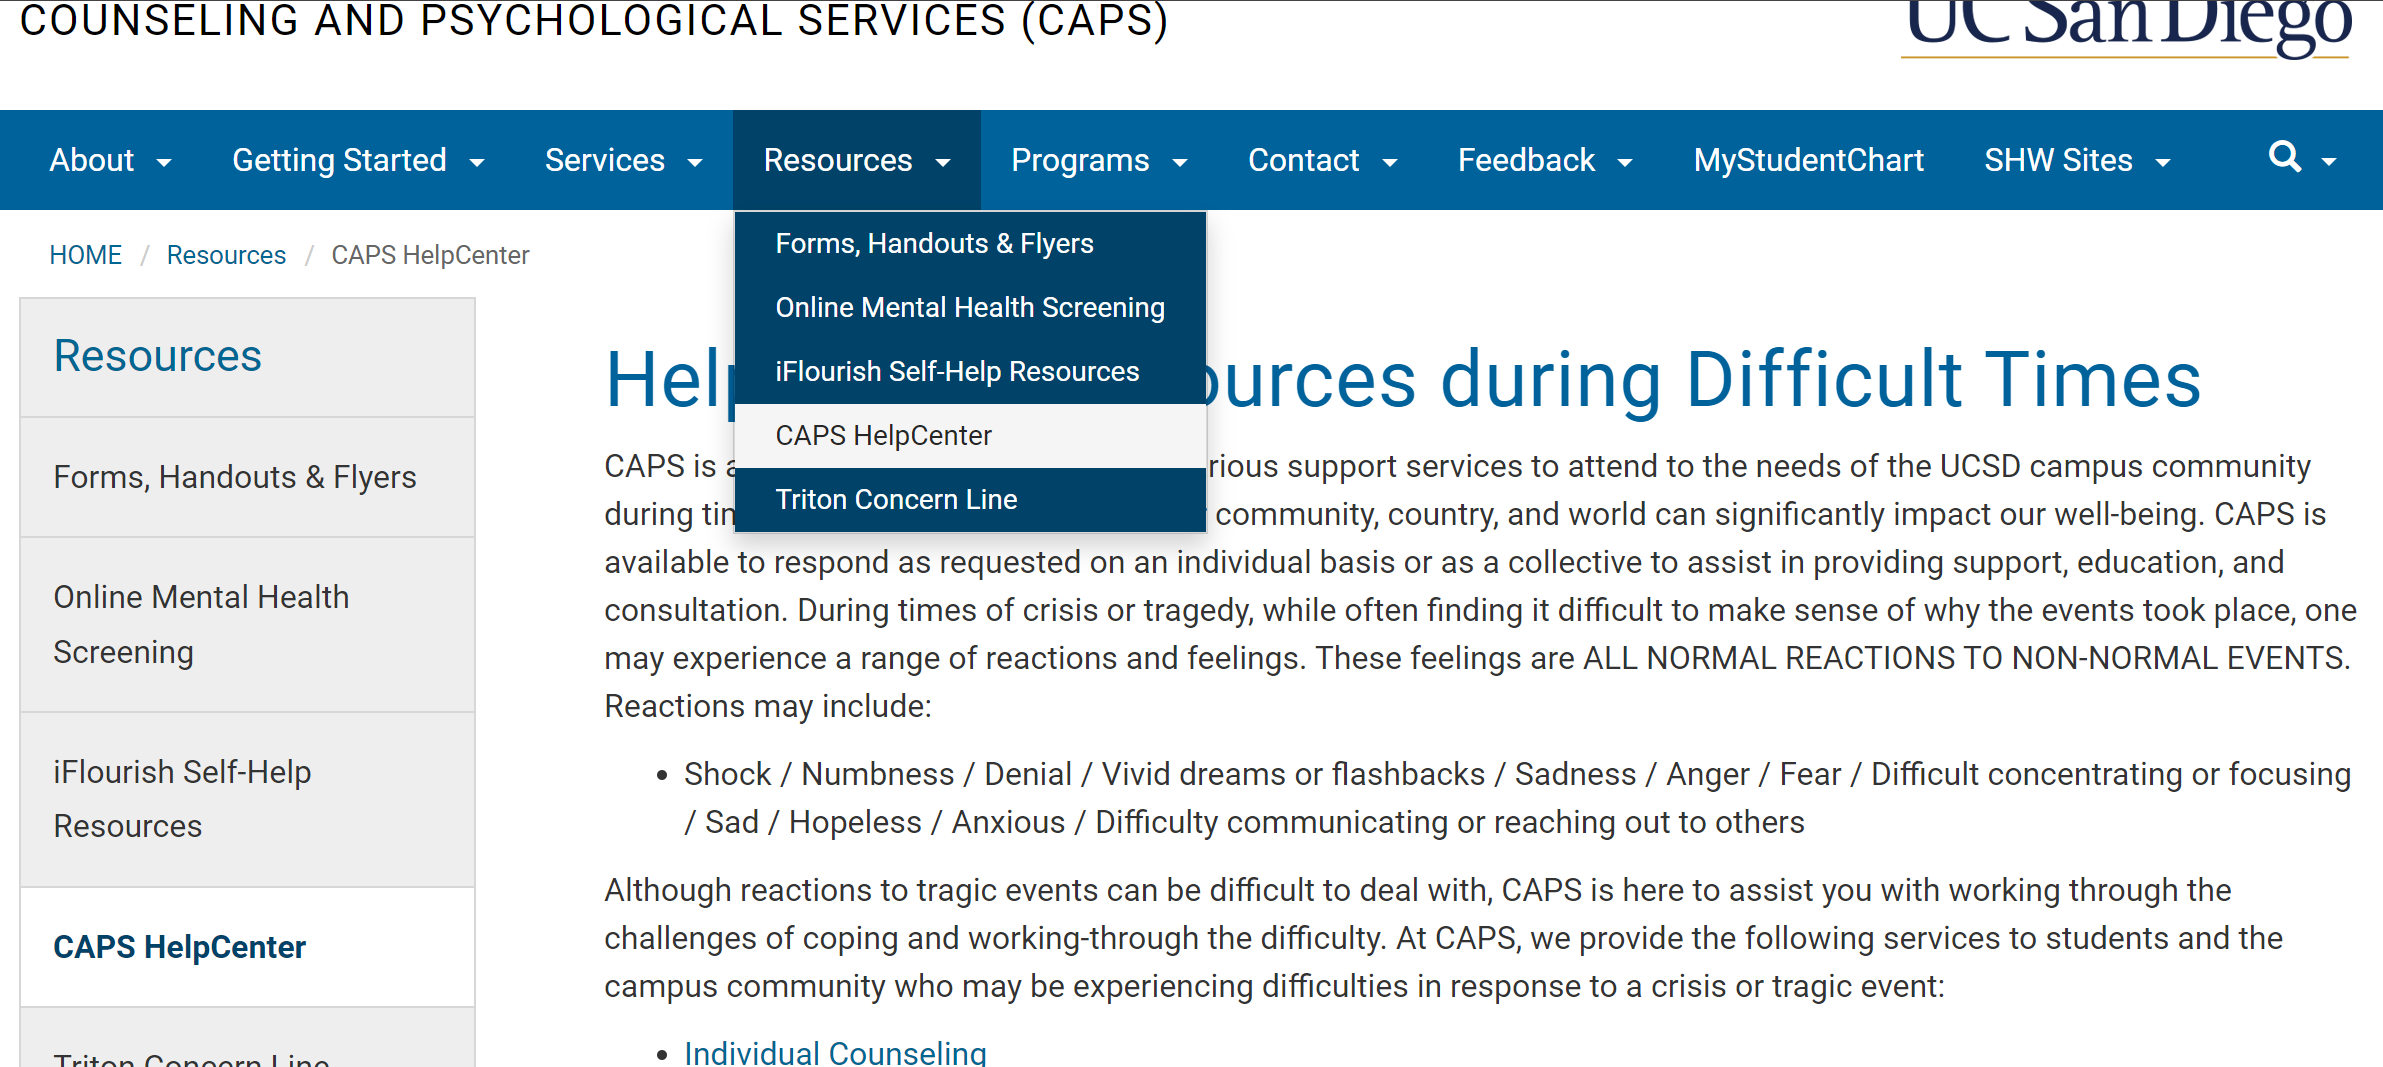 COUNSELING AND PSYCHOLOGICAL SERVICES (CAPS)
UC San Diego
About
Getting Started
Services
Resources
Programs
Contact
Feedback
MyStudentChart
SHW Sites
Forms, Handouts & Flyers
Online Mental Health Screening
iFlourish Self-Help Resources
CAPS HelpCenter
Triton Concern Line
HOME / Resources / CAPS HelpCenter
Resources
Forms, Handouts & Flyers
Online Mental Health
Screening
iFlourish Self-Help
Resources
CAPS HelpCenter
Triton Concern Line
during Difficult Times
CAPS is support services to attend to the needs of the UCSD campus community
during community, country, and world can significantly impact our well-being. CAPS is
available to respond as requested on an individual basis or as a collective to assist in providing support, education, and
consultation. During times of crisis or tragedy, while often finding it difficult to make sense of why the events took place, one
may experience a range of reactions and feelings. These feelings are ALL NORMAL REACTIONS TO NON-NORMAL EVENTS.
Reactions may include:
• Shock / Numbness / Denial / Vivid dreams or flashbacks / Sadness / Anger / Fear / Difficult concentrating or focusing
/ Sad / Hopeless / Anxious / Difficulty communicating or reaching out to others
Although reactions to tragic events can be difficult to deal with, CAPS is here to assist you with working through the
challenges of coping and working-through the difficulty. At CAPS, we provide the following services to students and the
campus community who may be experiencing difficulties in response to a crisis or tragic event:
• Individual Counseling